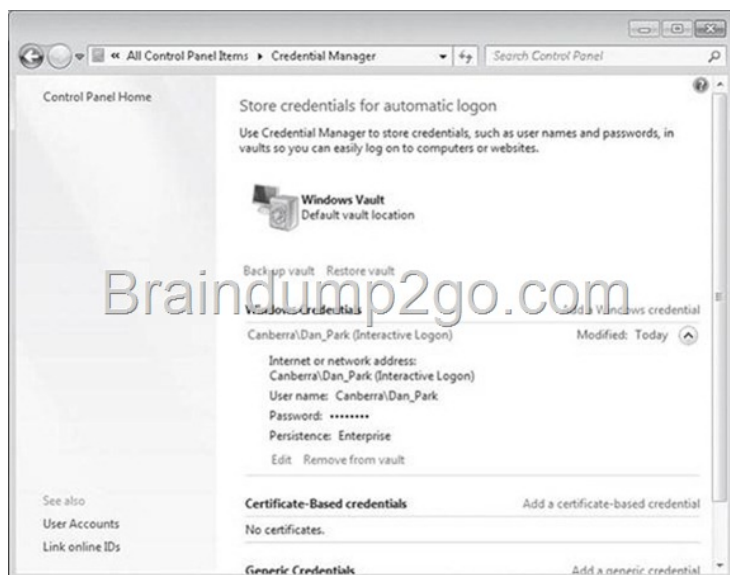 « All Control Panel Items ▸ Credential Manager
Search Control Panel
Control Panel Home
Store credentials for automatic logon
Use Credential Manager to store credentials, such as user names and passwords, in
vaults so you can easily log on to computers or websites.
Windows Vault
Default vault location
Back up vault Restore vault
Braindump2go.com
Windows Credentials Add a Windows credential
Canberra\Dan_Park (Interactive Logon) Modified: Today
Internet or network address:
Canberra\Dan_Park (Interactive Logon)
User name: Canberra\Dan_Park
Password: ••••••••
Persistence: Enterprise
Edit Remove from vault
Certificate-Based credentials Add a certificate-based credential
No certificates.
Generic Credentials Add a generic credential
See also
User Accounts
Link online IDs